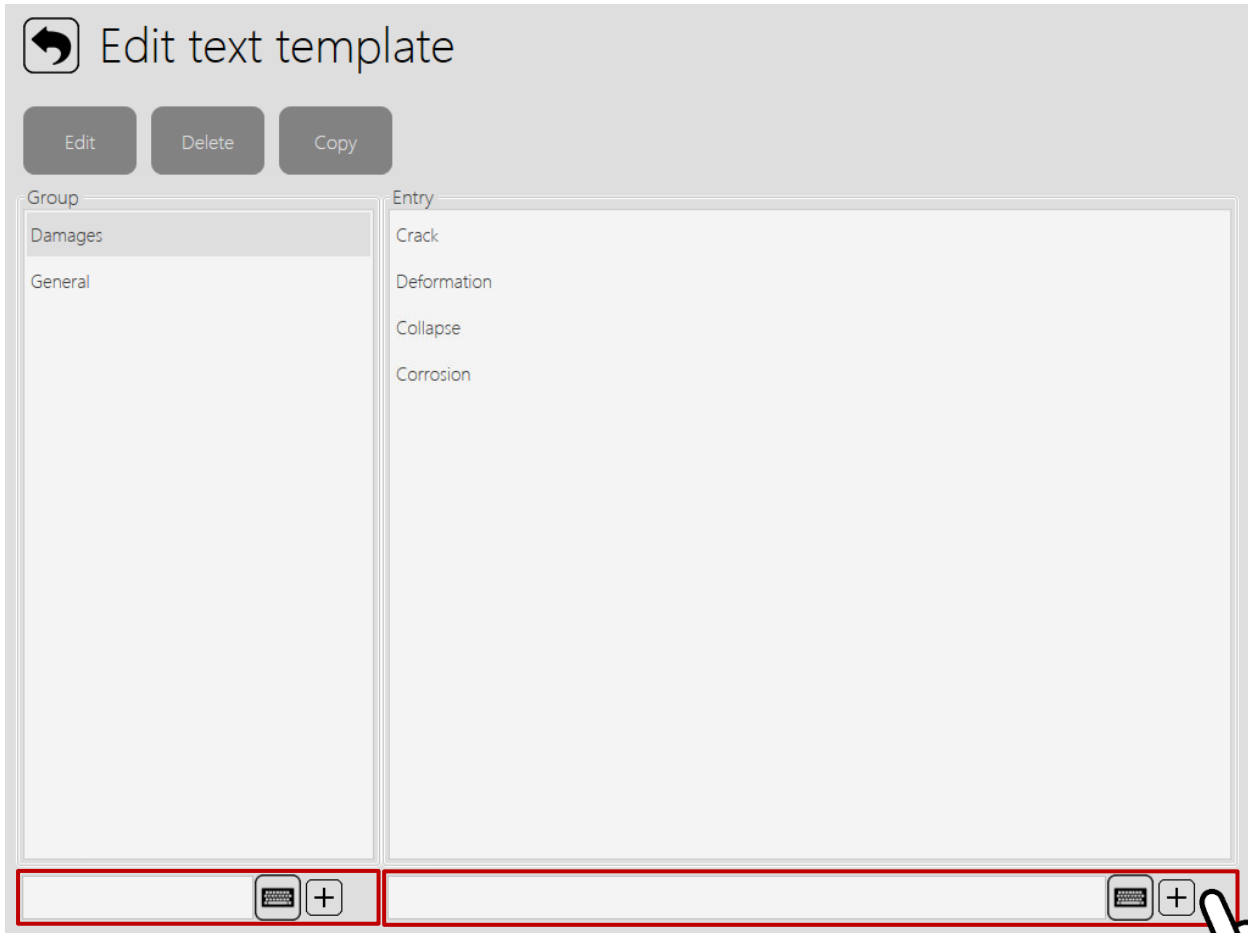 Edit text template
Edit Delete Copy
Group Entry
Damages Crack
General Deformation
Collapse
Corrosion